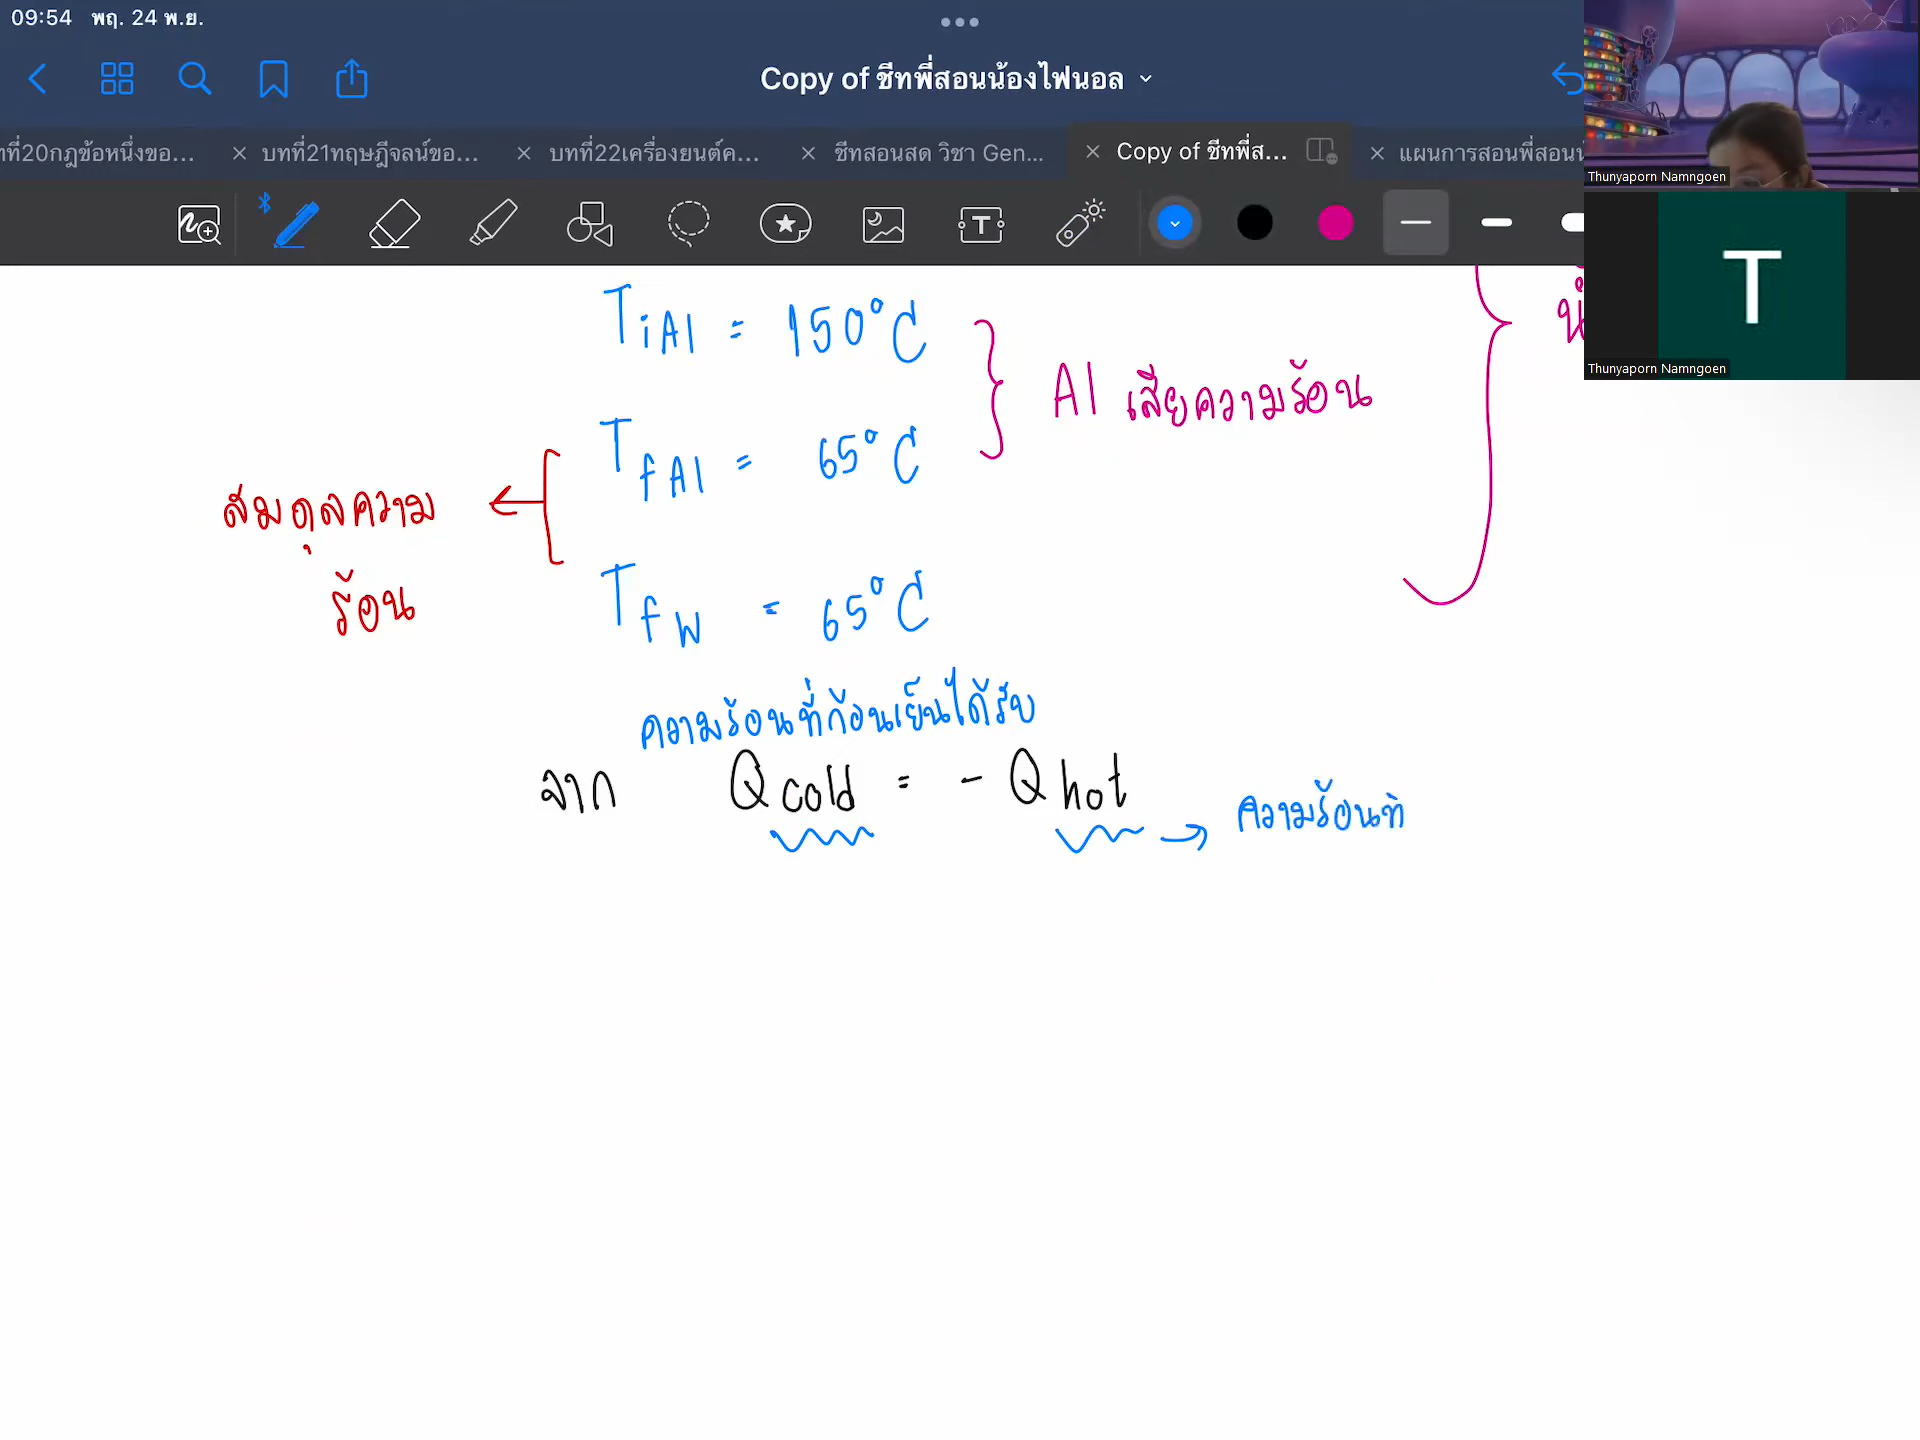 09:54 พฤ. 24 พ.ย.
Copy of ชีทพี่สอนน้องไฟนอล
ที่20กฎข้อหนึ่งขอ... × บทที่21ทฤษฎีจลน์ขอ... × บทที่22เครื่องยนต์ค... × ชีทสอนสด วิชา Gen... × Copy of ชีทพี่ส... × แผนการสอนพี่สอน
Thunyaporn Namngoen
T
Thunyaporn Namngoen
TiAl = 150°C
Al เสียความร้อน
TfAl = 65°C
สมดุลความ
ร้อน
Tfw = 65°C
ความร้อนที่ก้อนเย็นได้รับ
จาก Qcold = - Qhot
→ ความร้อนที